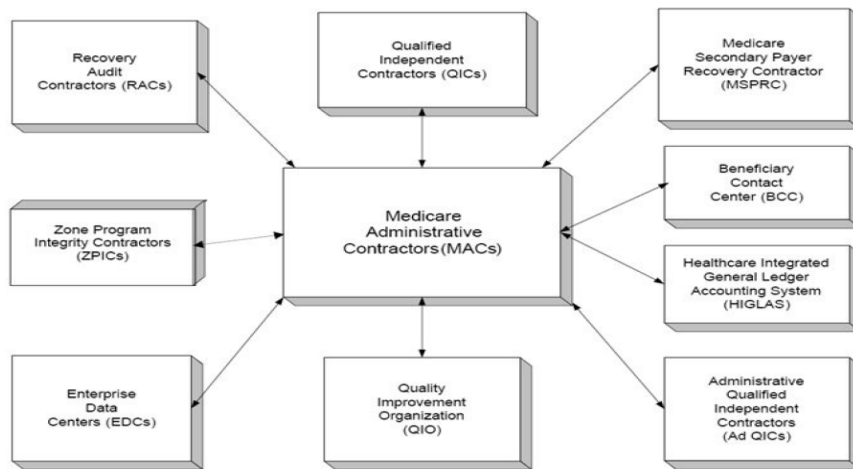 Recovery
Audit
Contractors (RACs)
Qualified
Independent
Contractors (QICs)
Medicare
Secondary Payer
Recovery Contractor
(MSPRC)
Zone Program
Integrity Contractors
(ZPICs)
Medicare
Administrative
Contractors(MACs)
Beneficiary
Contact
Center (BCC)
Healthcare Integrated
General Ledger
Accounting System
(HIGLAS)
Enterprise
Data
Centers (EDCs)
Quality
Improvement
Organization
(QIO)
Administrative
Qualified
Independent
Contractors
(Ad QICs)